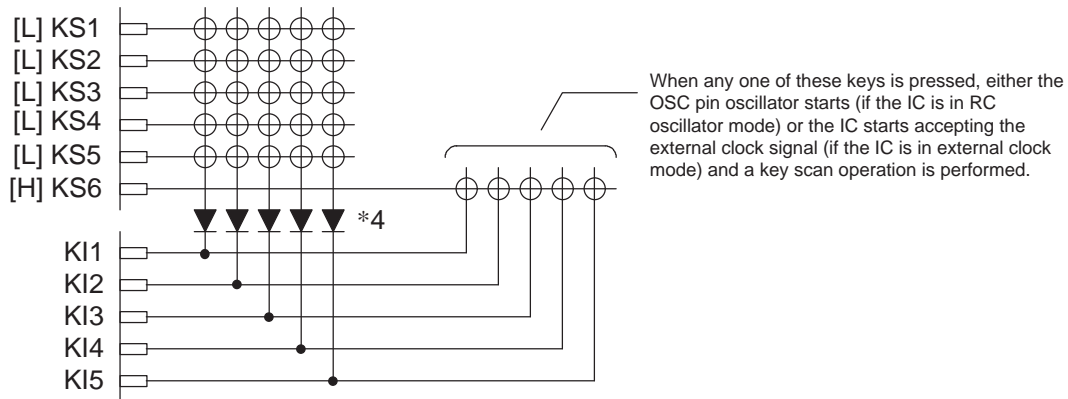 [L] KS1
[L] KS2
[L] KS3
[L] KS4
[L] KS5
[H] KS6
When any one of these keys is pressed, either the
OSC pin oscillator starts (if the IC is in RC
oscillator mode) or the IC starts accepting the
external clock signal (if the IC is in external clock
mode) and a key scan operation is performed.
*4
KI1
KI2
KI3
KI4
KI5